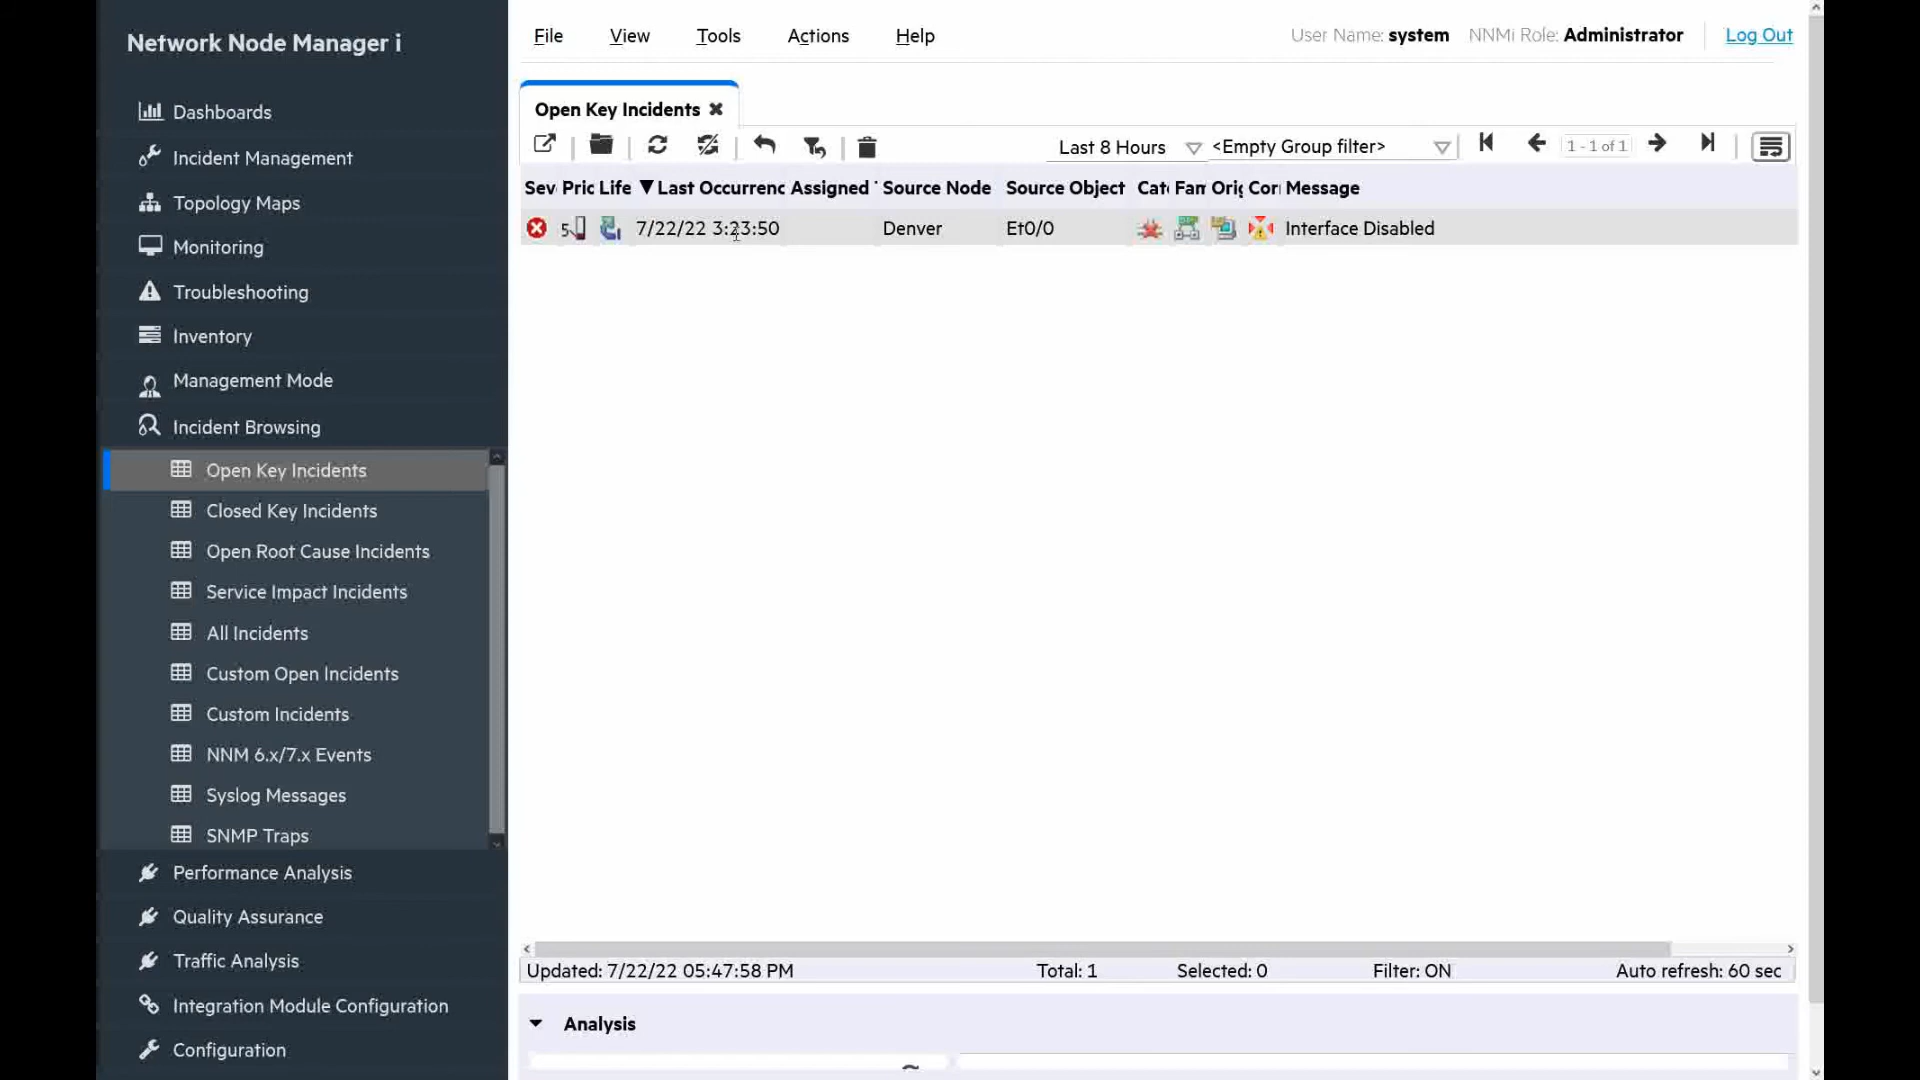 Network Node Manager i
File View Tools Actions Help
User Name: system NNMi Role: Administrator Log Out
Dashboards
Incident Management
Topology Maps
Monitoring
Troubleshooting
Inventory
Management Mode
Incident Browsing
Open Key Incidents
Closed Key Incidents
Open Root Cause Incidents
Service Impact Incidents
All Incidents
Custom Open Incidents
Custom Incidents
NNM 6.x/7.x Events
Syslog Messages
SNMP Traps
Performance Analysis
Quality Assurance
Traffic Analysis
Integration Module Configuration
Configuration
Open Key Incidents
Last 8 Hours <Empty Group filter> 1 - 1 of 1
Sev Pric Life Last Occurrenc Assigned Source Node Source Object Cat Fam Orig Cor Message
5 7/22/22 3:23:50 Denver Et0/0 Interface Disabled
Updated: 7/22/22 05:47:58 PM Total: 1 Selected: 0 Filter: ON Auto refresh: 60 sec
Analysis